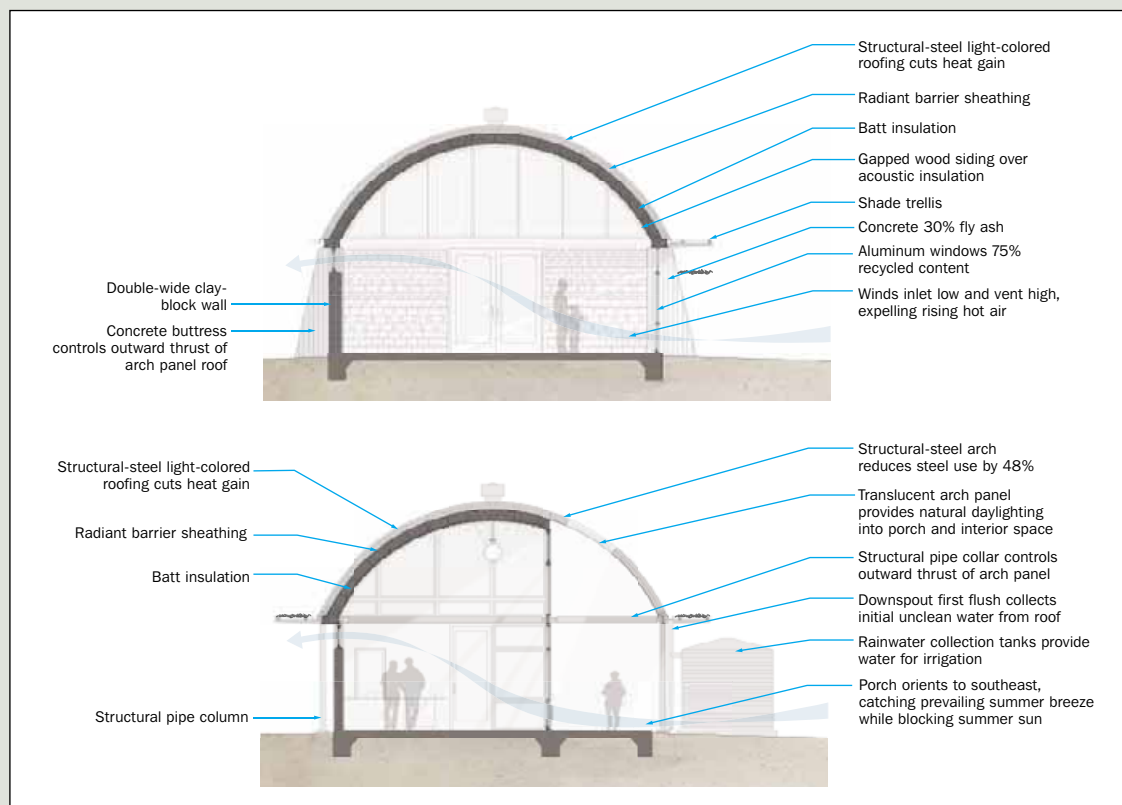 Structural-steel light-colored
roofing cuts heat gain
Radiant barrier sheathing
Batt insulation
Gapped wood siding over
acoustic insulation
Shade trellis
Concrete 30% fly ash
Aluminum windows 75%
recycled content
Winds inlet low and vent high,
expelling rising hot air
Double-wide clay-
block wall
Concrete buttress
controls outward thrust of
arch panel roof
Structural-steel light-colored
roofing cuts heat gain
Radiant barrier sheathing
Batt insulation
Structural pipe column
Structural-steel arch
reduces steel use by 48%
Translucent arch panel
provides natural daylighting
into porch and interior space
Structural pipe collar controls
outward thrust of arch panel
Downspout first flush collects
initial unclean water from roof
Rainwater collection tanks provide
water for irrigation
Porch orients to southeast,
catching prevailing summer breeze
while blocking summer sun